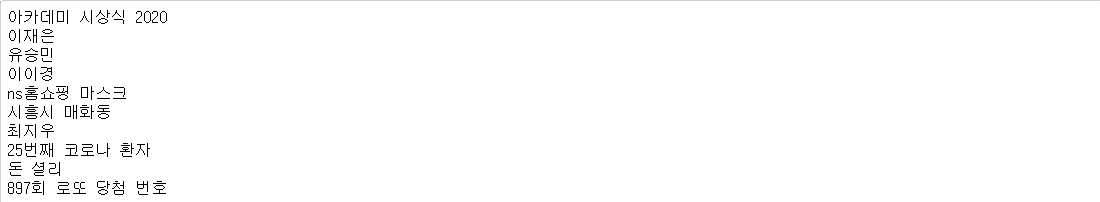 아카데미 시상식 2020
이재은
유승민
이이경
ns홈쇼핑 마스크
시흥시 매화동
최지우
25번째 코로나 환자
돈 셜리
897회 로또 당첨 번호